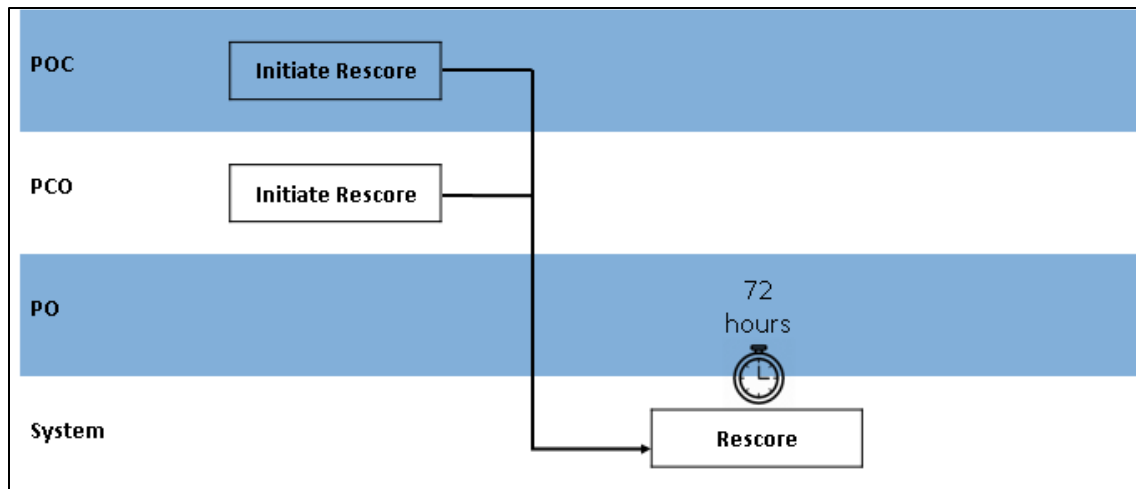 POC
Initiate Rescore
PCO
Initiate Rescore
PO
72
hours
System
Rescore